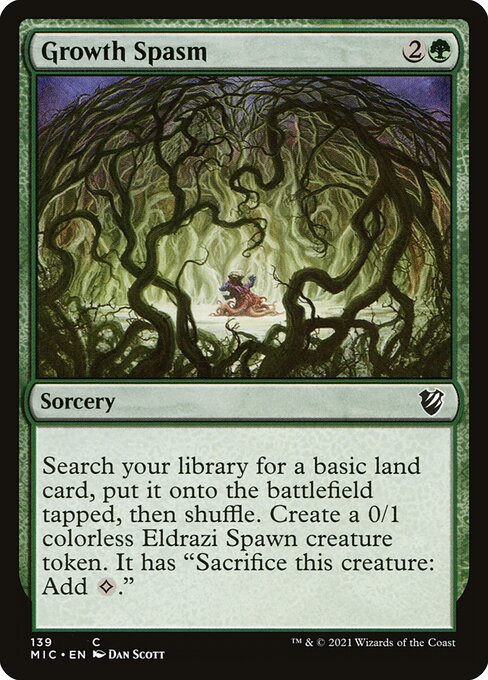 Growth Spasm 2
Sorcery
Search your library for a basic land
card, put it onto the battlefield
tapped, then shuffle. Create a 0/1
colorless Eldrazi Spawn creature
token. It has “Sacrifice this creature:
Add .”
139 C
MIC • EN Dan Scott
™ & © 2021 Wizards of the Coast